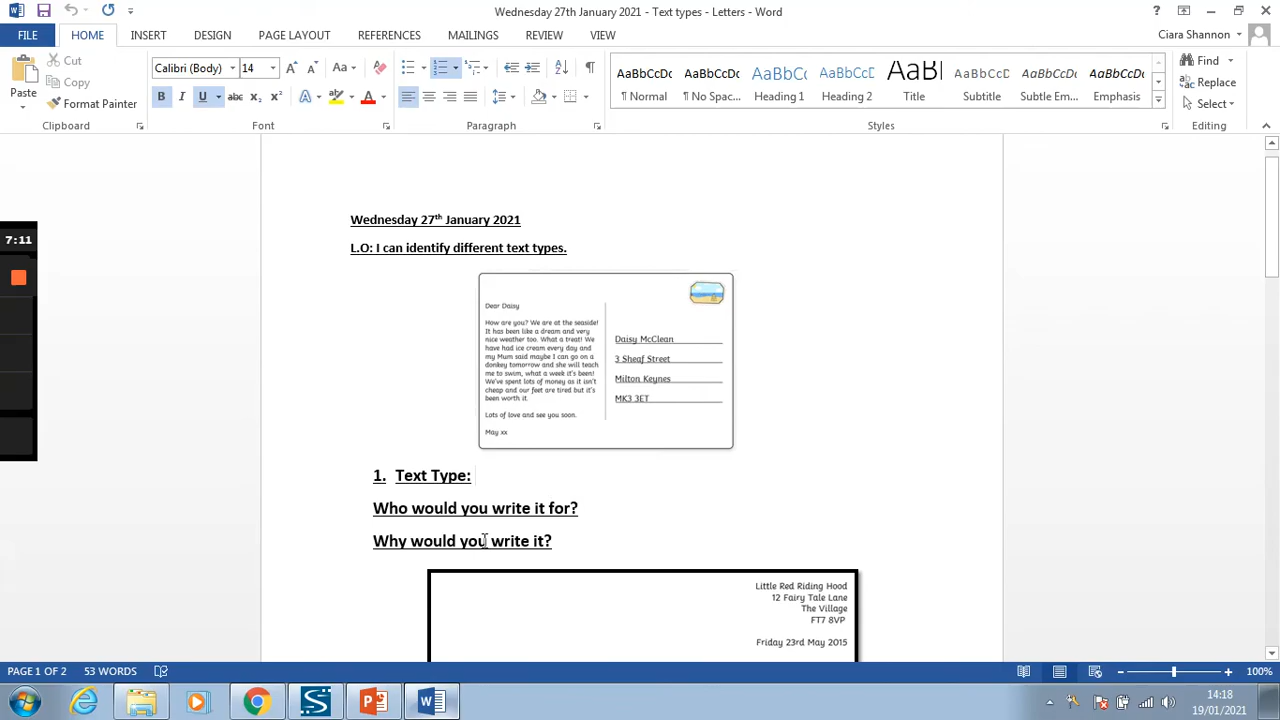 Wednesday 27th January 2021 - Text types - Letters - Word
FILE HOME INSERT DESIGN PAGE LAYOUT REFERENCES MAILINGS REVIEW VIEW
Ciara Shannon
Paste
Cut
Copy
Format Painter
Clipboard
Calibri (Body) 14
Font
Paragraph
AaBbCcDc AaBbCcDc AaBbCc AaBbCcD AaBl AaBbCcD AaBbCcDc AaBbCcDc
¶ Normal ¶ No Spac... Heading 1 Heading 2 Title Subtitle Subtle Em... Emphasis
Styles
Find
Replace
Select
Editing
7:11
Wednesday 27th January 2021
L.O: I can identify different text types.
Dear Daisy
How are you? We are at the seaside!
It has been like a dream and very
nice weather too. What a treat! We
have had ice cream every day and
my Mum said maybe I can go on a
donkey tomorrow and she will teach
me to swim, what a week it's been!
We've spent lots of money as it isn't
cheap and our feet are tired but it's
been worth it.
Lots of love and see you soon.
May xx
Daisy McClean
3 Sheaf Street
Milton Keynes
MK3 3ET
1. Text Type:
Who would you write it for?
Why would you write it?
Little Red Riding Hood
12 Fairy Tale Lane
The Village
FT7 8VP
Friday 23rd May 2015
PAGE 1 OF 2 53 WORDS
100%
14:18
19/01/2021